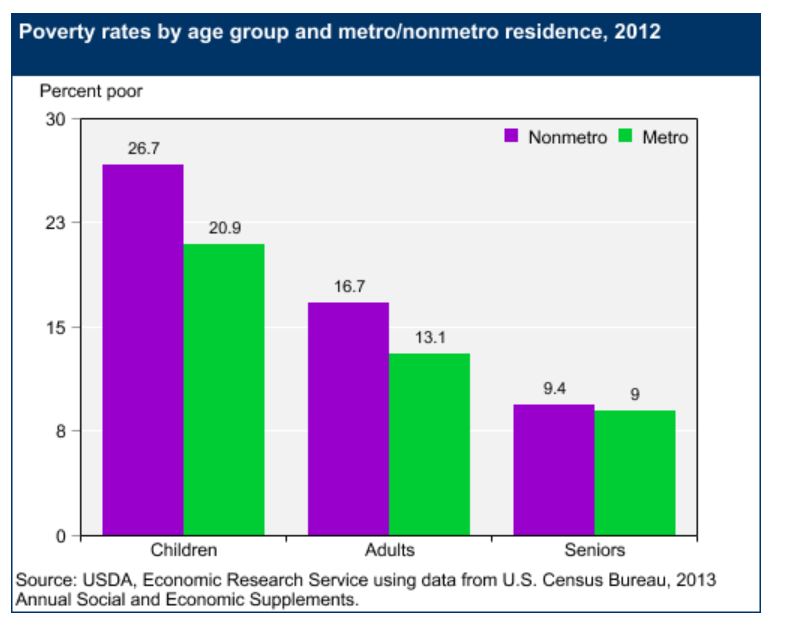 Poverty rates by age group and metro/nonmetro residence, 2012
Percent poor
30
23
15
8
0
Nonmetro
Metro
26.7
20.9
16.7
13.1
9.4
9
Children
Adults
Seniors
Source: USDA, Economic Research Service using data from U.S. Census Bureau, 2013
Annual Social and Economic Supplements.